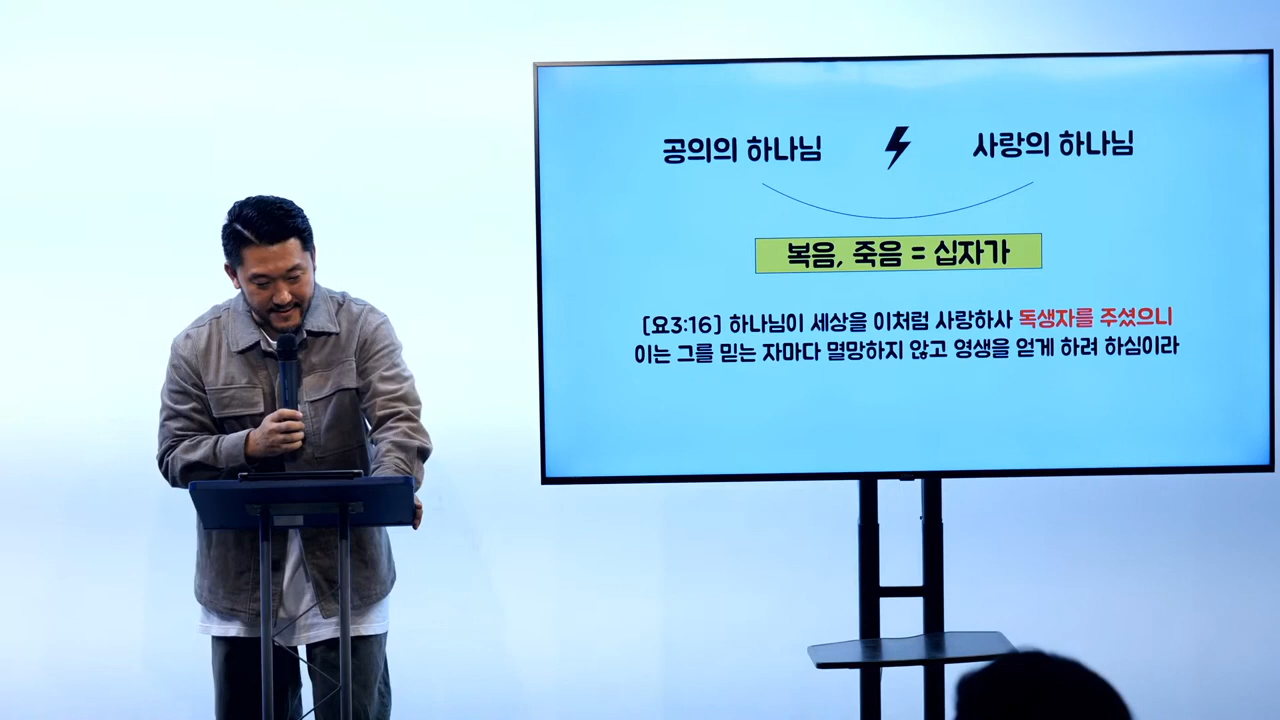 공의의 하나님 사랑의 하나님
복음, 죽음 = 십자가
[요3:16] 하나님이 세상을 이처럼 사랑하사 독생자를 주셨으니
이는 그를 믿는 자마다 멸망하지 않고 영생을 얻게 하려 하심이라